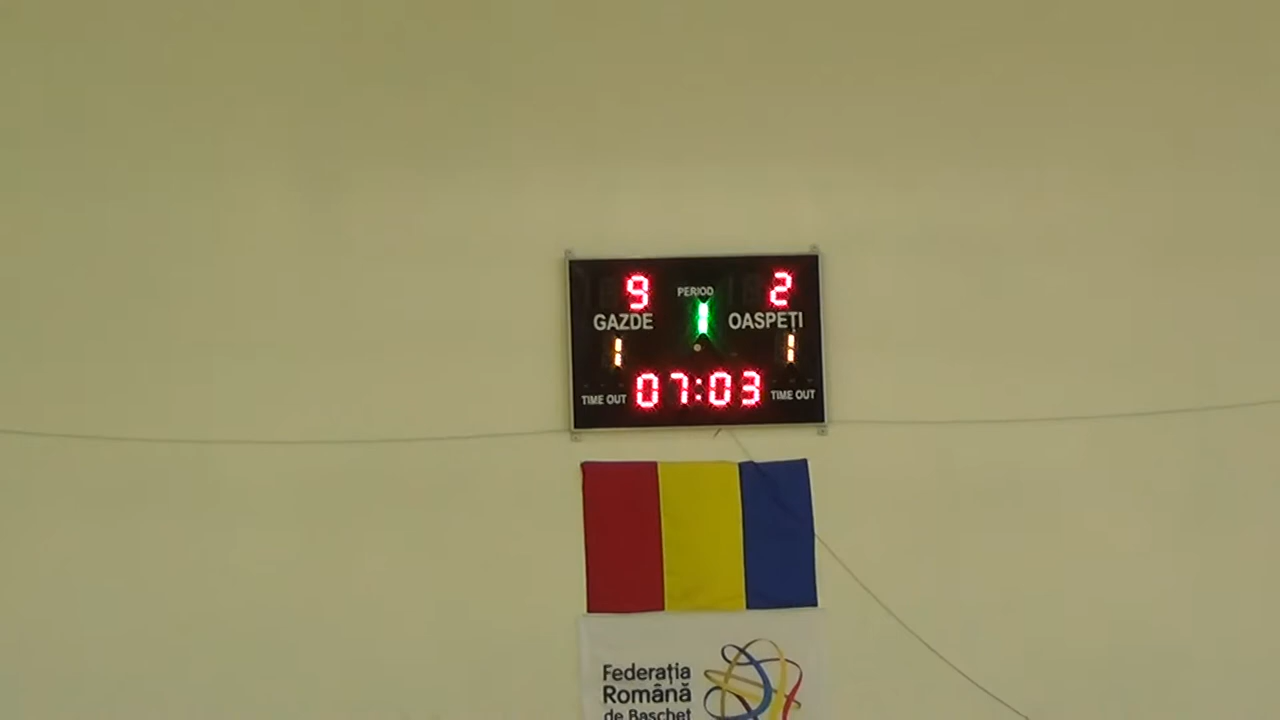 9 PERIOD 2
GAZDE 1 OASPEȚI
1 1
TIME OUT 07:03 TIME OUT
Federația
Română
de Baschet